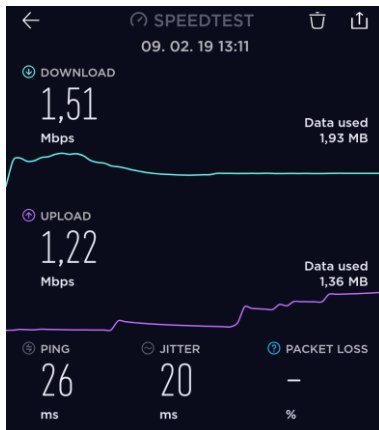 SPEEDTEST
09. 02. 19 13:11
DOWNLOAD
1,51
Mbps
Data used
1,93 MB
UPLOAD
1,22
Mbps
Data used
1,36 MB
PING
JITTER
PACKET LOSS
26
20
–
ms
ms
%